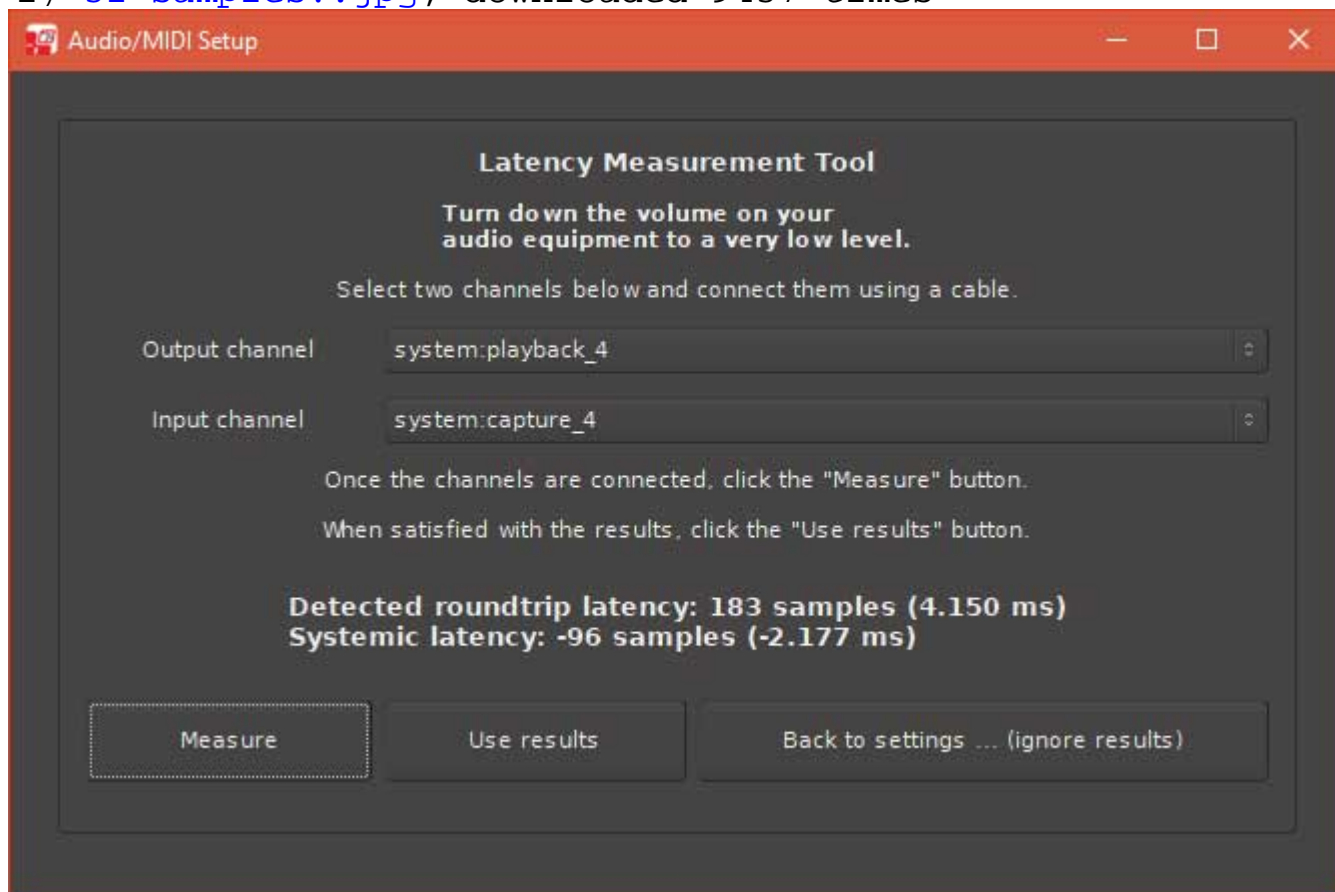 Audio/MIDI Setup
Latency Measurement Tool
Turn down the volume on your
audio equipment to a very low level.
Select two channels below and connect them using a cable.
Output channel system:playback_4
Input channel system:capture_4
Once the channels are connected, click the "Measure" button.
When satisfied with the results, click the "Use results" button.
Detected roundtrip latency: 183 samples (4.150 ms)
Systemic latency: -96 samples (-2.177 ms)
Measure Use results Back to settings ... (ignore results)